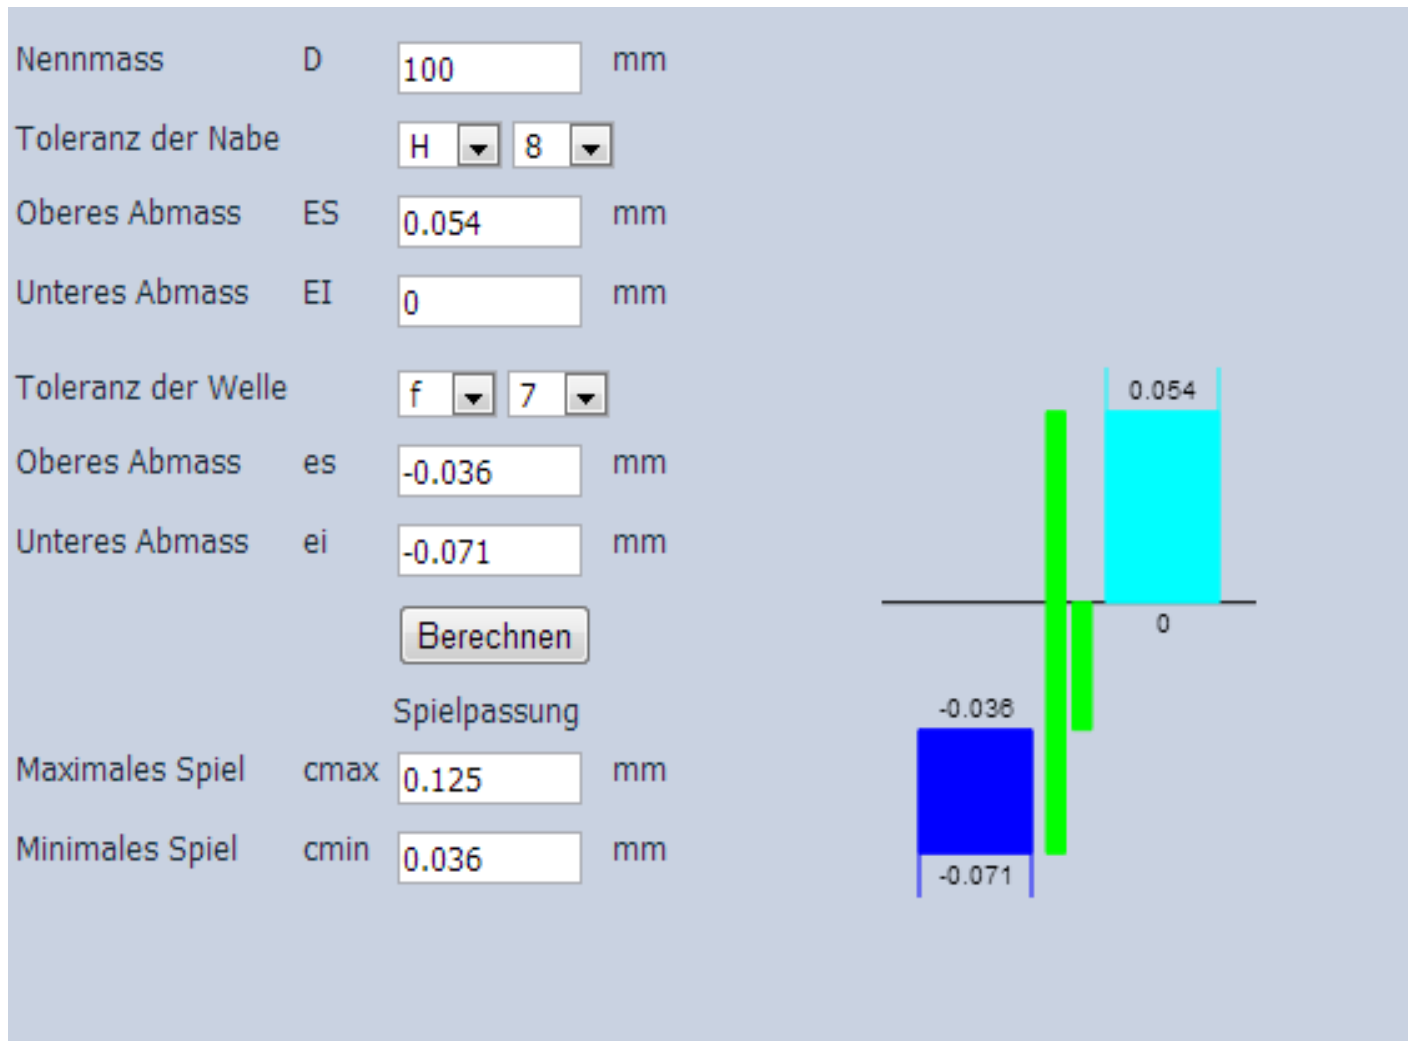 Nennmass D 100 mm
Toleranz der Nabe H 8
Oberes Abmass ES 0.054 mm
Unteres Abmass EI 0 mm
Toleranz der Welle f 7
Oberes Abmass es -0.036 mm
Unteres Abmass ei -0.071 mm
Berechnen
Spielpassung
Maximales Spiel cmax 0.125 mm
Minimales Spiel cmin 0.036 mm
0.054
0
-0.036
-0.071